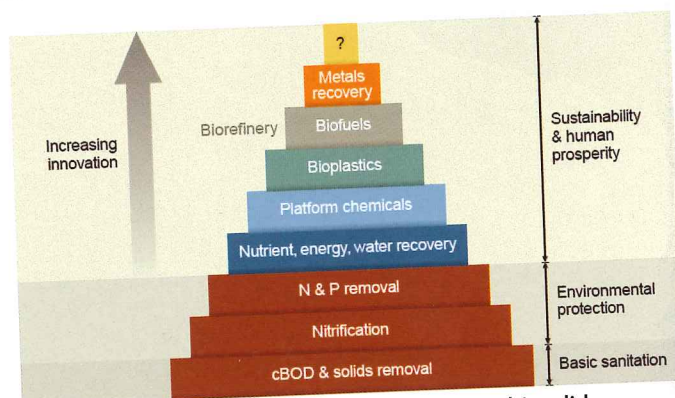 ?
Metals
recovery
Biorefinery
Biofuels
Increasing
innovation
Bioplastics
Sustainability
& human
prosperity
Platform chemicals
Nutrient, energy, water recovery
N & P removal
Environmental
protection
Nitrification
cBOD & solids removal
Basic sanitation